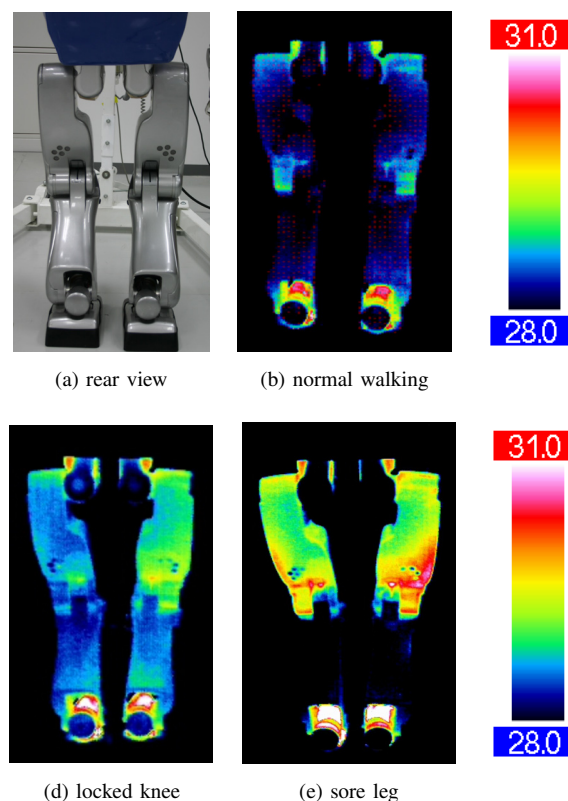 31.0
28.0
(a) rear view
(b) normal walking
31.0
28.0
(d) locked knee
(e) sore leg